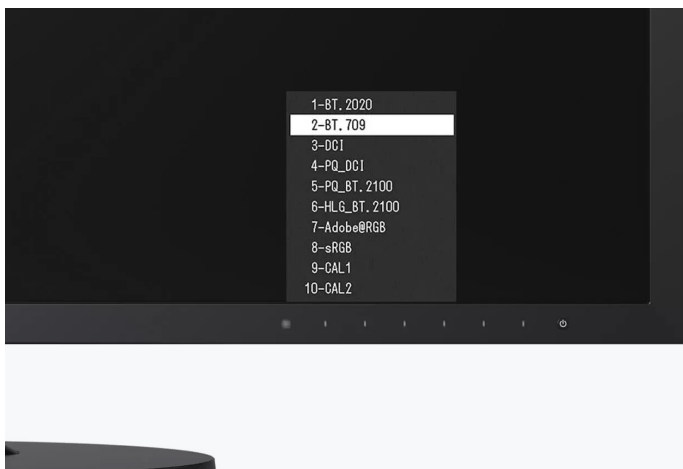 1-BT.2020
2-BT.709
3-DCI
4-PQ_DCI
5-PQ_BT.2100
6-HLG_BT.2100
7-Adobe®RGB
8-sRGB
9-CAL1
10-CAL2